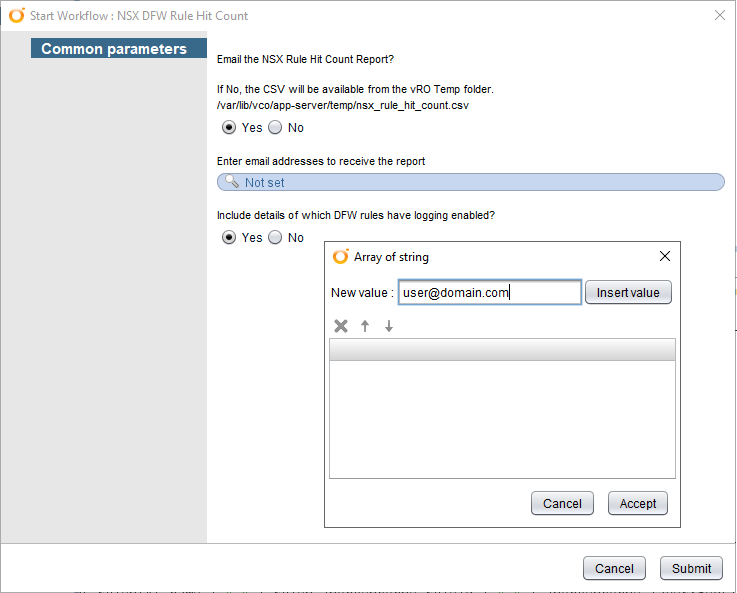 Start Workflow : NSX DFW Rule Hit Count
Common parameters
Email the NSX Rule Hit Count Report?
If No, the CSV will be available from the vRO Temp folder.
/var/lib/vco/app-server/temp/nsx_rule_hit_count.csv
Yes No
Enter email addresses to receive the report
Not set
Include details of which DFW rules have logging enabled?
Yes No
Array of string
New value : user@domain.com Insert value
Cancel Accept
Cancel Submit